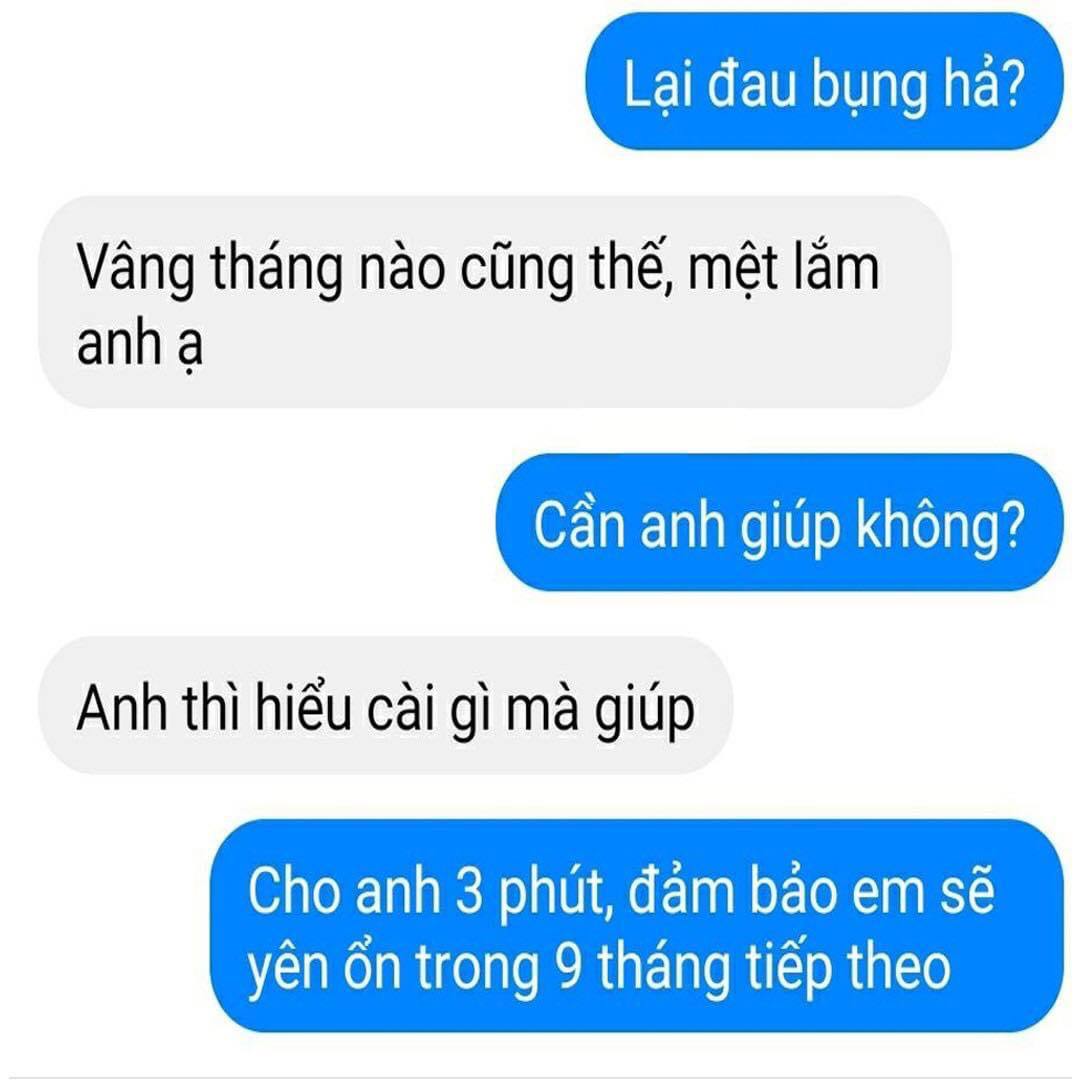 Lại đau bụng hả?
Vâng tháng nào cũng thế, mệt lắm
anh ạ
Cần anh giúp không?
Anh thì hiểu cài gì mà giúp
Cho anh 3 phút, đảm bảo em sẽ
yên ổn trong 9 tháng tiếp theo